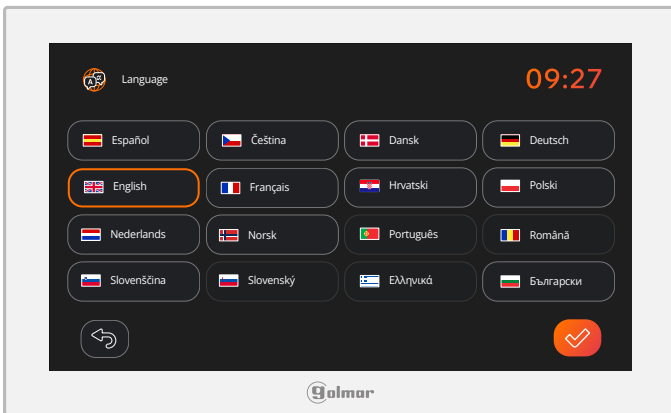 Language
09:27
Español
Čeština
Dansk
Deutsch
English
Français
Hrvatski
Polski
Nederlands
Norsk
Português
Română
Slovenščina
Slovenský
Ελληνικά
Български
golmar